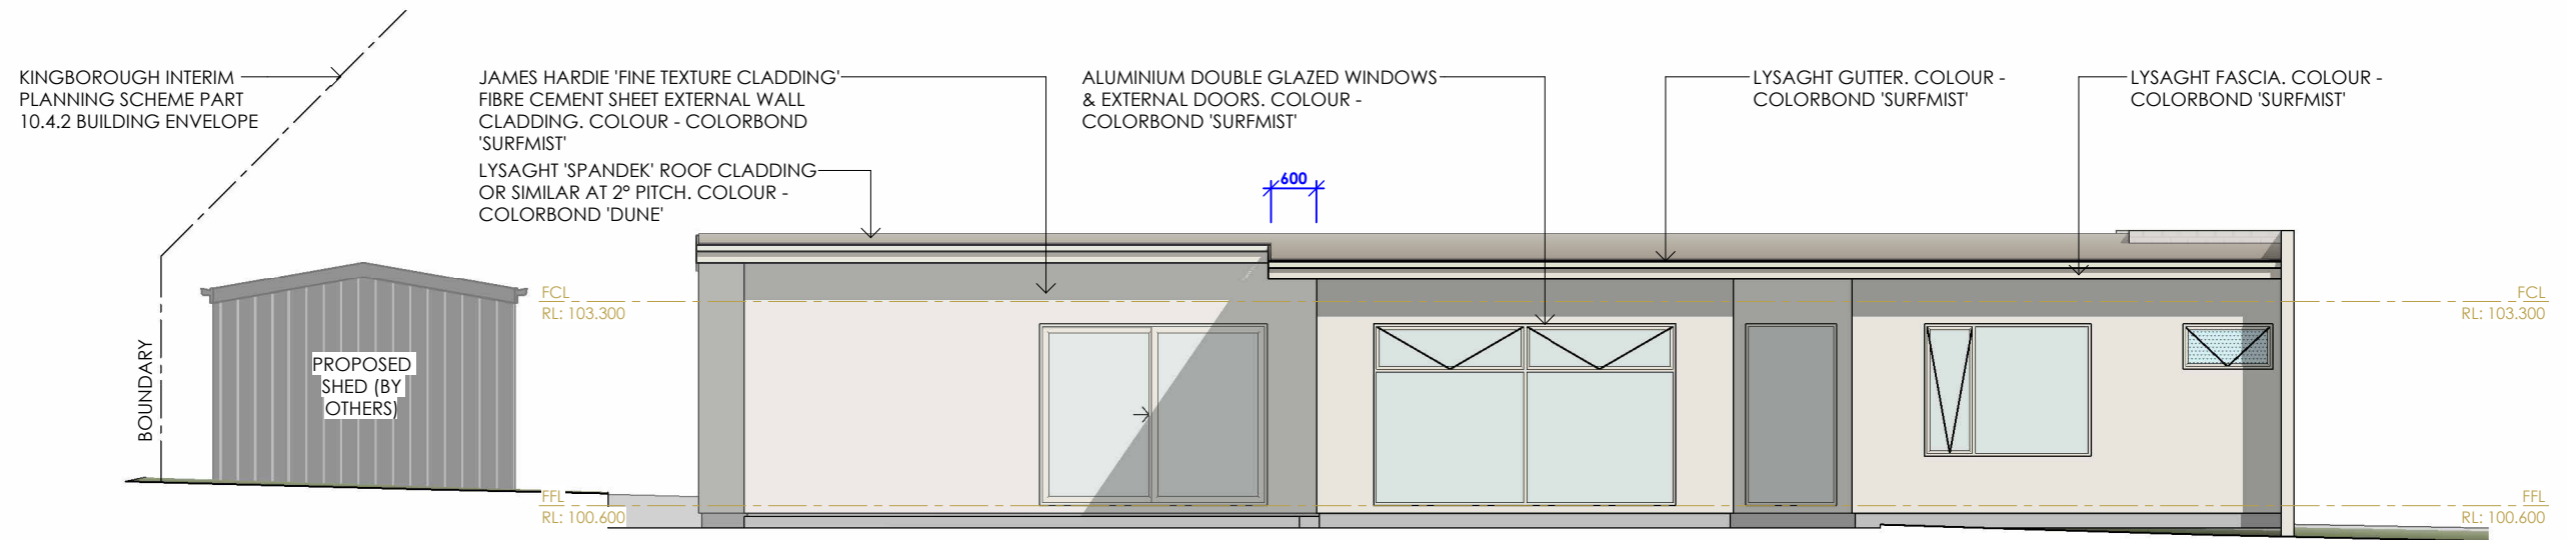 KINGBOROUGH INTERIM
PLANNING SCHEME PART
10.4.2 BUILDING ENVELOPE
JAMES HARDIE 'FINE TEXTURE CLADDING'
FIBRE CEMENT SHEET EXTERNAL WALL
CLADDING. COLOUR - COLORBOND
'SURFMIST'
LYSAGHT 'SPANDEK' ROOF CLADDING
OR SIMILAR AT 2° PITCH. COLOUR -
COLORBOND 'DUNE'
ALUMINIUM DOUBLE GLAZED WINDOWS
& EXTERNAL DOORS. COLOUR -
COLORBOND 'SURFMIST'
LYSAGHT GUTTER. COLOUR -
COLORBOND 'SURFMIST'
LYSAGHT FASCIA. COLOUR -
COLORBOND 'SURFMIST'
600
BOUNDARY
PROPOSED
SHED (BY
OTHERS)
FCL
RL: 103.300
FCL
RL: 103.300
FFL
RL: 100.600
FFL
RL: 100.600